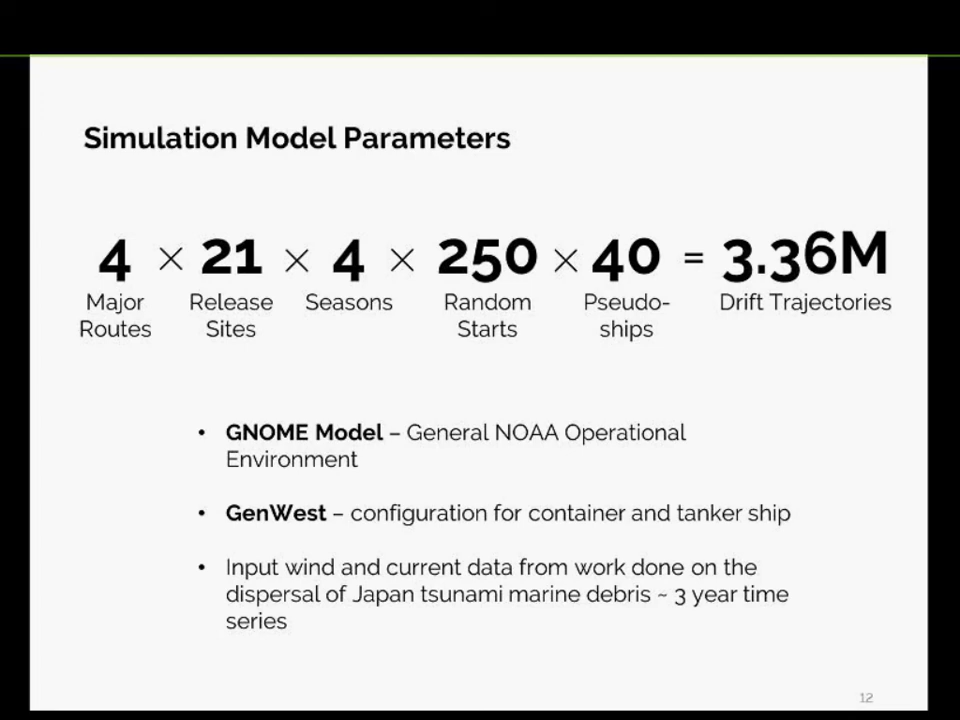 Simulation Model Parameters
4 × 21 × 4 × 250 × 40 = 3.36M
Major Routes Release Sites Seasons Random Starts Pseudo-ships Drift Trajectories
• GNOME Model – General NOAA Operational
Environment
• GenWest – configuration for container and tanker ship
• Input wind and current data from work done on the
dispersal of Japan tsunami marine debris ~ 3 year time
series
12